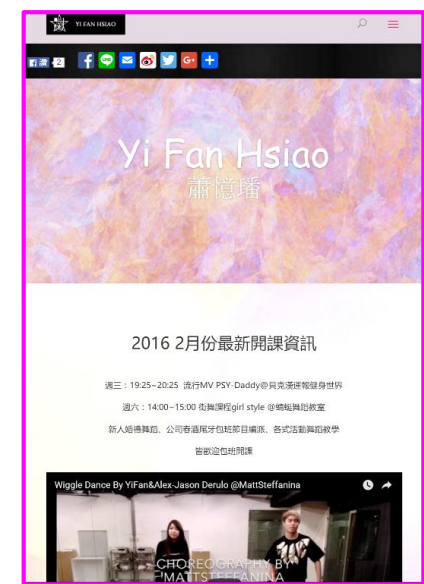 YI FAN HSIAO
讚 2
Yi Fan Hsiao
蕭憶璠
2016 2月份最新開課資訊
週三：19:25~20:25 流行MV PSY-Daddy@貝克漢運報健身世界
週六：14:00~15:00 街舞課程girl style @蜻蜓舞蹈教室
新人婚禮舞蹈、公司春酒尾牙包班節目編派、各式活動舞蹈教學
皆歡迎包班開課
Wiggle Dance By YiFan&Alex-Jason Derulo @MattSteffanina
CHOREOGRAPHY BY
MATTSTEFFANINA